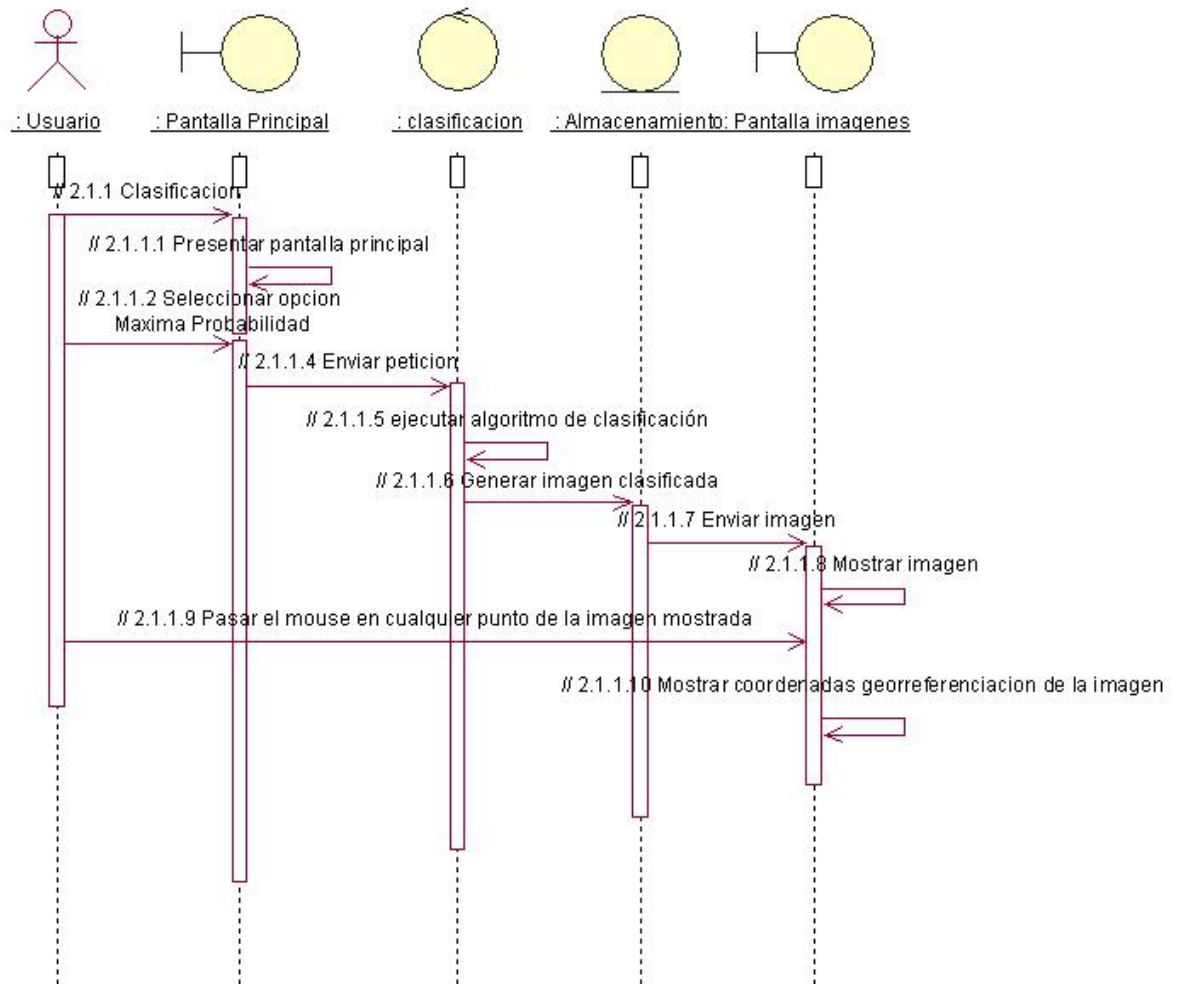 : Usuario
: Pantalla Principal
: clasificacion
: Almacenamiento
: Pantalla imagenes
// 2.1.1 Clasificacion
// 2.1.1.1 Presentar pantalla principal
// 2.1.1.2 Seleccionar opcion
Maxima Probabilidad
// 2.1.1.4 Enviar peticion
// 2.1.1.5 ejecutar algoritmo de clasificación
// 2.1.1.6 Generar imagen clasificada
// 2.1.1.7 Enviar imagen
// 2.1.1.8 Mostrar imagen
// 2.1.1.9 Pasar el mouse en cualquier punto de la imagen mostrada
// 2.1.1.10 Mostrar coordenadas georreferenciacion de la imagen